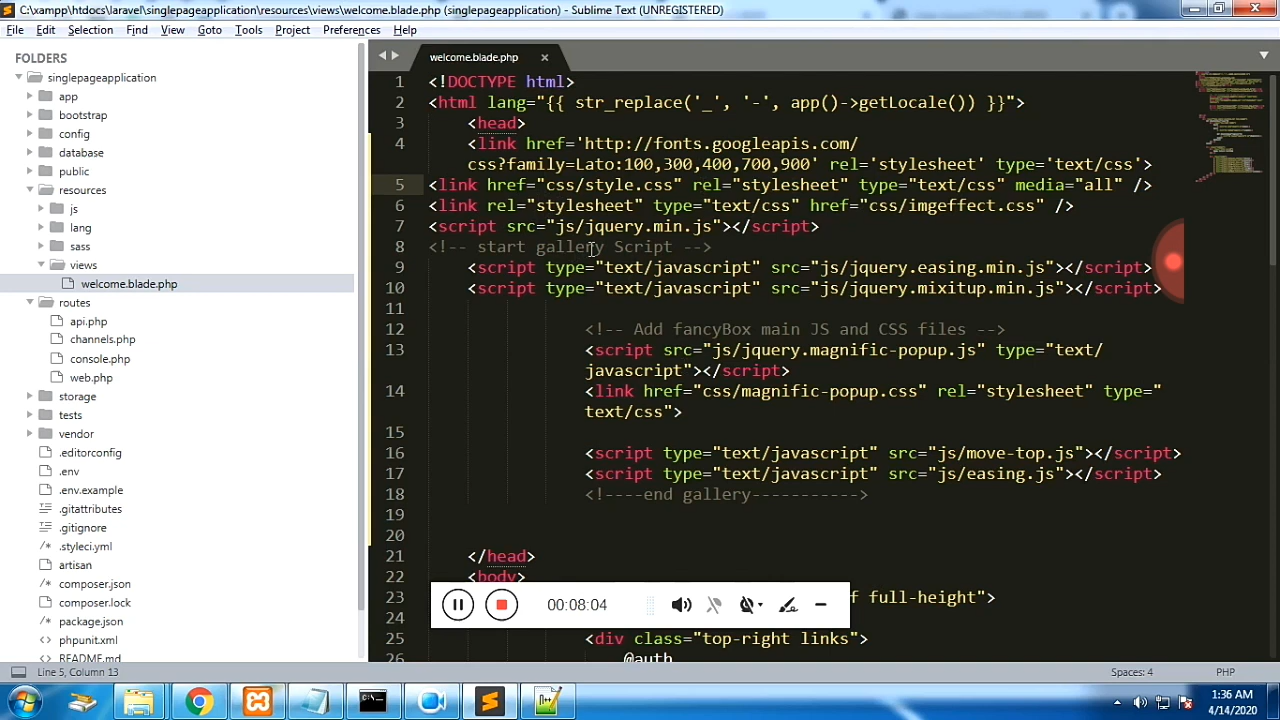 C:\xampp\htdocs\laravel\singlepageapplication\resources\views\welcome.blade.php (singlepageapplication) - Sublime Text (UNREGISTERED)
File Edit Selection Find View Goto Tools Project Preferences Help
FOLDERS
singlepageapplication
app
bootstrap
config
database
public
resources
js
lang
sass
views
welcome.blade.php
routes
api.php
channels.php
console.php
web.php
storage
tests
vendor
.editorconfig
.env
.env.example
.gitattributes
.gitignore
.styleci.yml
artisan
composer.json
composer.lock
package.json
phpunit.xml
README.md
welcome.blade.php
1 <!DOCTYPE html>
2 <html lang="{{ str_replace('_', '-', app()->getLocale()) }}">
3 <head>
4 <link href='http://fonts.googleapis.com/
css?family=Lato:100,300,400,700,900' rel='stylesheet' type='text/css'>
5 <link href="css/style.css" rel="stylesheet" type="text/css" media="all" />
6 <link rel="stylesheet" type="text/css" href="css/imgeffect.css" />
7 <script src="js/jquery.min.js"></script>
8 <!-- start gallery Script -->
9 <script type="text/javascript" src="js/jquery.easing.min.js"></script>
10 <script type="text/javascript" src="js/jquery.mixitup.min.js"></script>
11
12 <!-- Add fancyBox main JS and CSS files -->
13 <script src="js/jquery.magnific-popup.js" type="text/
javascript"></script>
14 <link href="css/magnific-popup.css" rel="stylesheet" type="
text/css">
15
16 <script type="text/javascript" src="js/move-top.js"></script>
17 <script type="text/javascript" src="js/easing.js"></script>
18 <!----end gallery----------->
19
20
21 </head>
22 <body>
23 full-height">
24
25 <div class="top-right links">
26 @auth
00:08:04
Line 5, Column 13
Spaces: 4
PHP
1:36 AM
4/14/2020